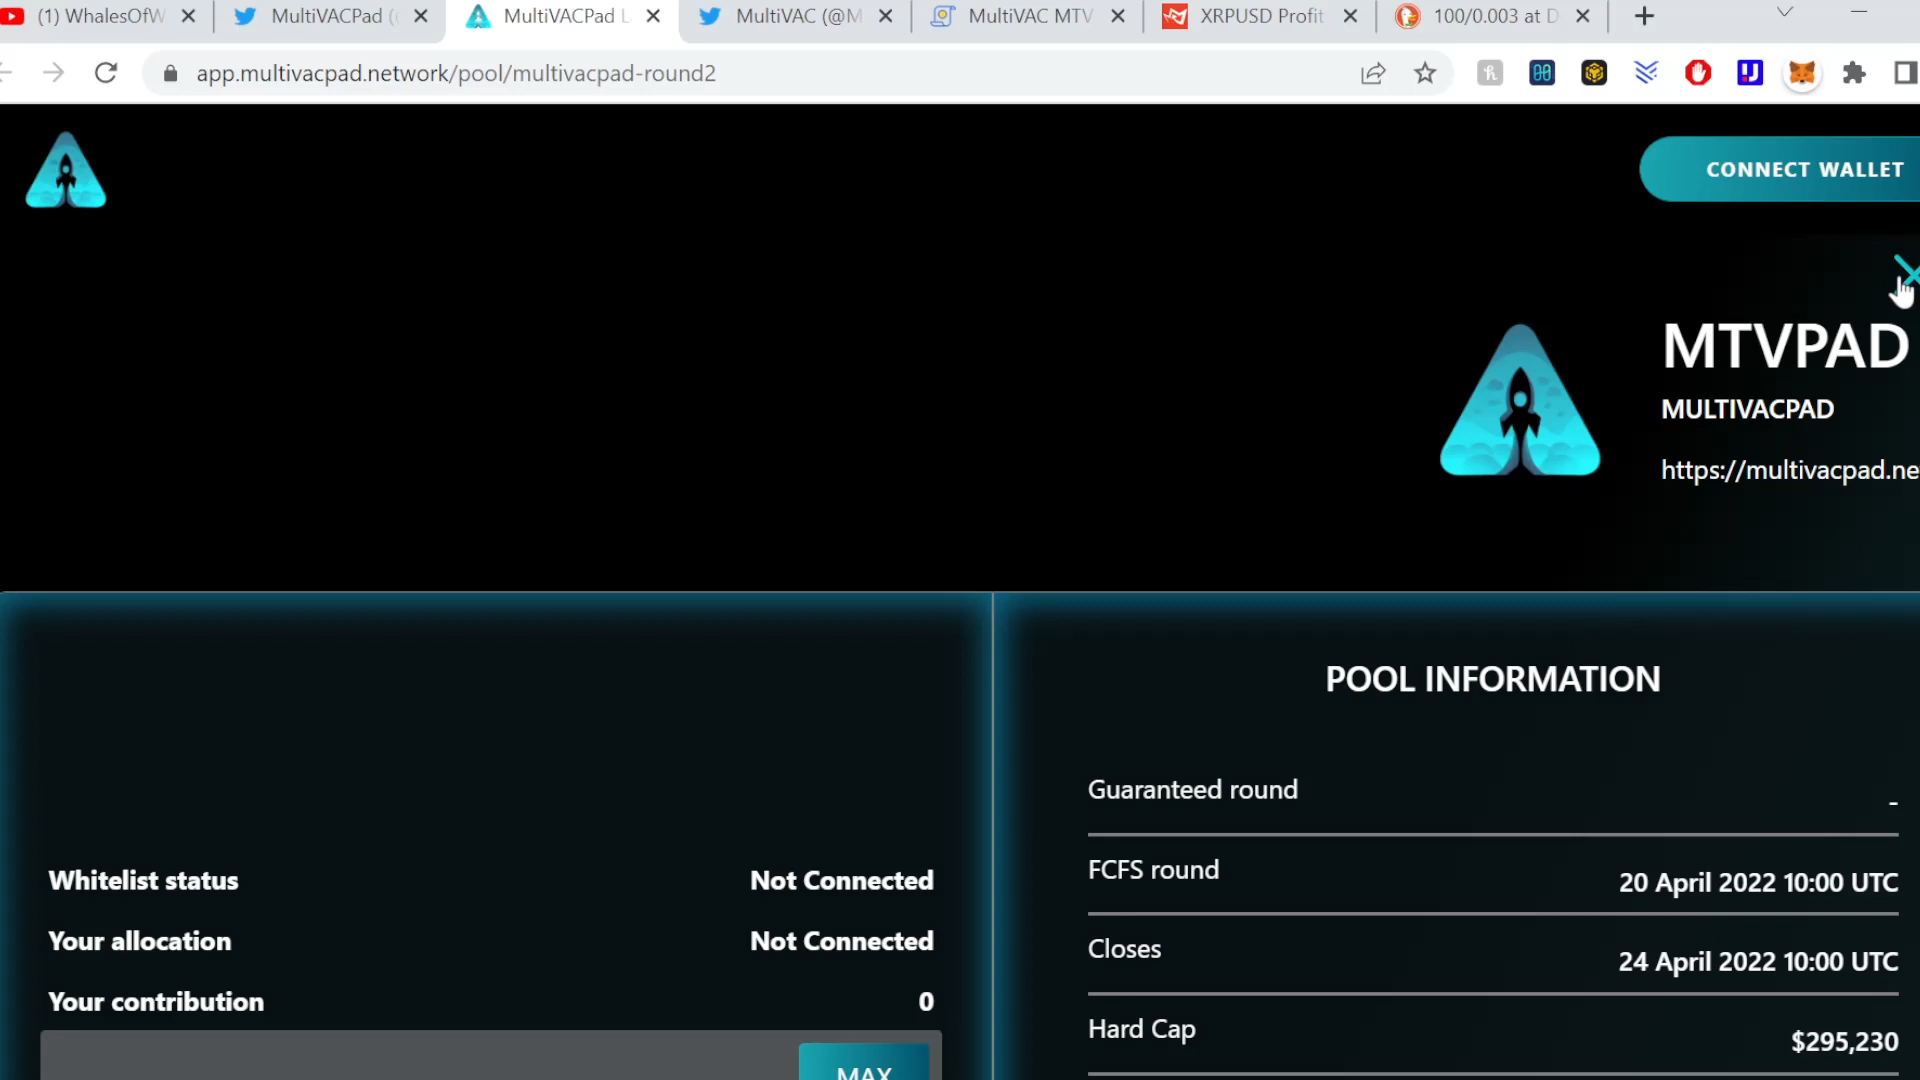 (1) WhalesOfW
MultiVACPad (
MultiVACPad L
MultiVAC (@M
MultiVAC MTV
XRPUSD Profit
100/0.003 at D
app.multivacpad.network/pool/multivacpad-round2
CONNECT WALLET
MTVPAD
MULTIVACPAD
https://multivacpad.ne
POOL INFORMATION
Guaranteed round -
Whitelist status Not Connected
FCFS round 20 April 2022 10:00 UTC
Your allocation Not Connected
Closes 24 April 2022 10:00 UTC
Your contribution 0
Hard Cap $295,230
MAX